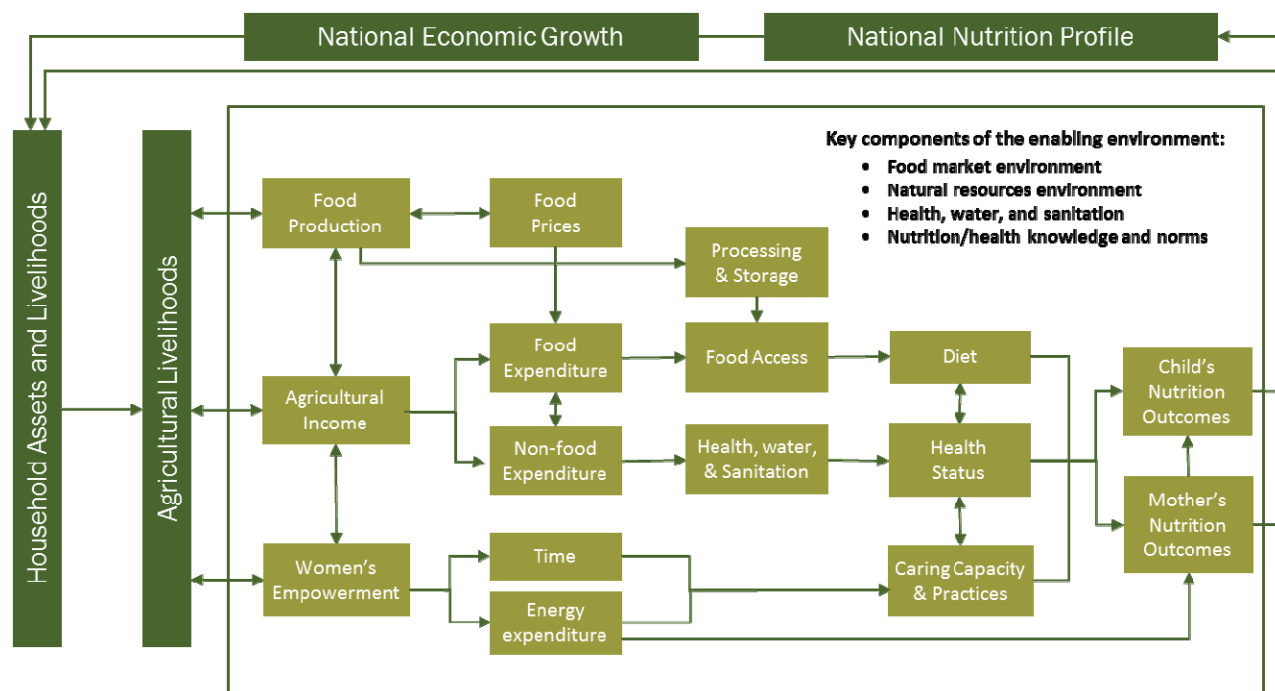 National Economic Growth
National Nutrition Profile
Household Assets and Livelihoods
Agricultural Livelihoods
Key components of the enabling environment:
• Food market environment
• Natural resources environment
• Health, water, and sanitation
• Nutrition/health knowledge and norms
Food
Production
Food
Prices
Processing
& Storage
Food
Expenditure
Food Access
Diet
Child's
Nutrition
Outcomes
Agricultural
Income
Non-food
Expenditure
Health, water,
& Sanitation
Health
Status
Mother's
Nutrition
Outcomes
Women's
Empowerment
Time
Energy
expenditure
Caring Capacity
& Practices